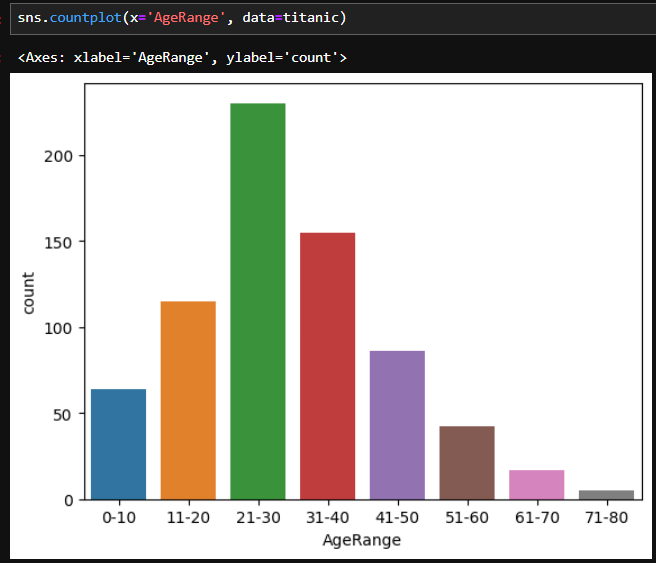 sns.countplot(x='AgeRange', data=titanic)
<Axes: xlabel='AgeRange', ylabel='count'>
200
150
100
50
0
count
0-10 11-20 21-30 31-40 41-50 51-60 61-70 71-80
AgeRange